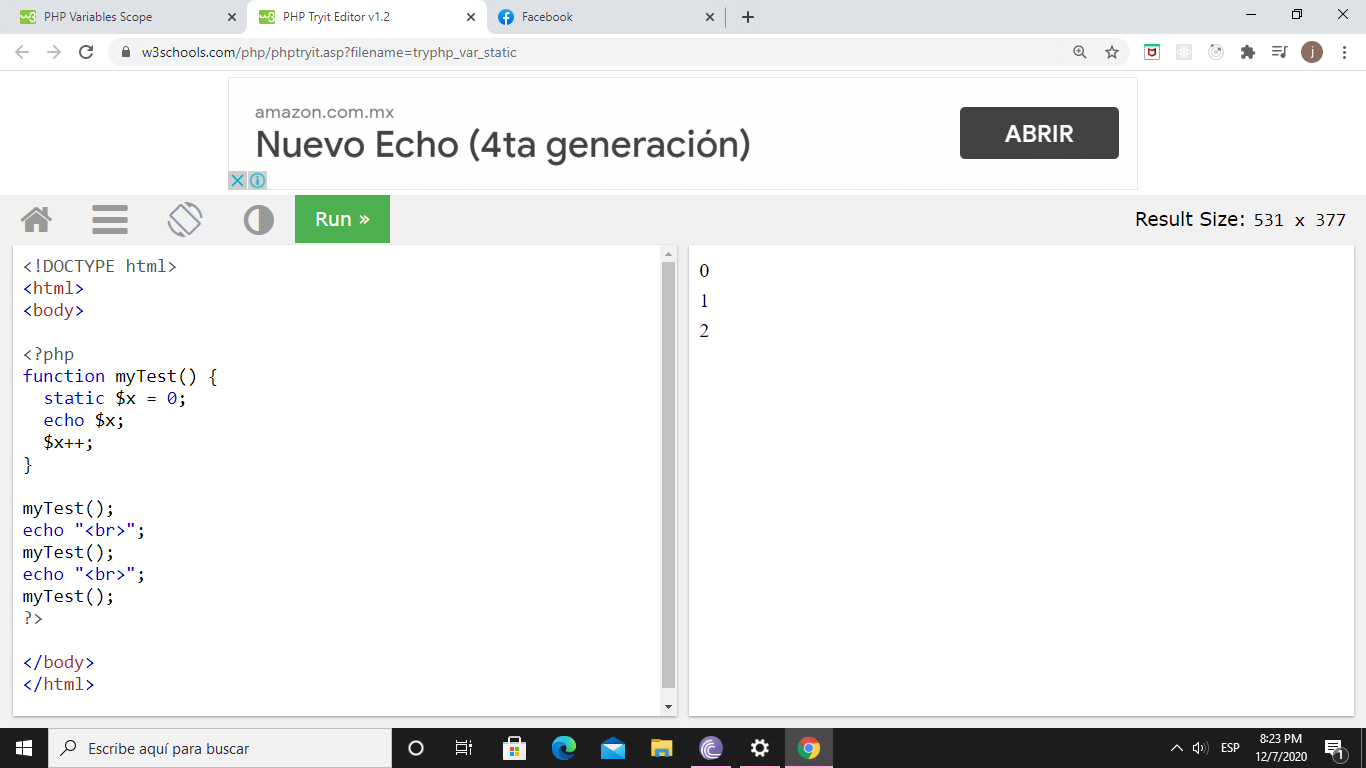 PHP Variables Scope
PHP Tryit Editor v1.2
Facebook
w3schools.com/php/phptryit.asp?filename=tryphp_var_static
j
amazon.com.mx
Nuevo Echo (4ta generación)
ABRIR
Run »
Result Size: 531 x 377
<!DOCTYPE html>
<html>
<body>
<?php
function myTest() {
static $x = 0;
echo $x;
$x++;
}
myTest();
echo "<br>";
myTest();
echo "<br>";
myTest();
?>
</body>
</html>
0
1
2
Escribe aquí para buscar
ESP
8:23 PM
12/7/2020
1